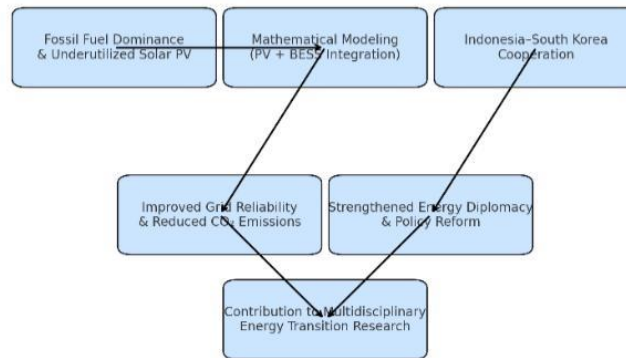 Fossil Fuel Dominance
& Underutilized Solar PV
Mathematical Modeling
(PV + BESS Integration)
Indonesia–South Korea
Cooperation
Improved Grid Reliability
& Reduced CO₂ Emissions
Strengthened Energy Diplomacy
& Policy Reform
Contribution to Multidisciplinary
Energy Transition Research